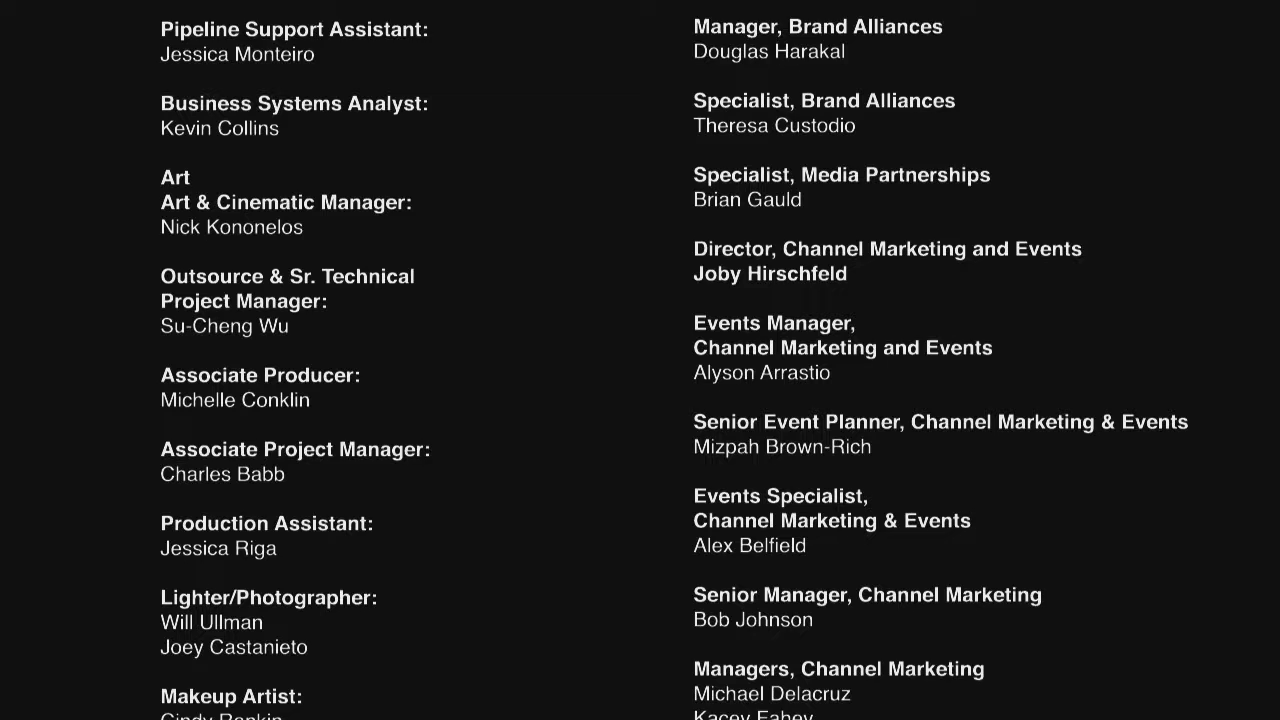 Pipeline Support Assistant:
Jessica Monteiro
Business Systems Analyst:
Kevin Collins
Art
Art & Cinematic Manager:
Nick Kononelos
Outsource & Sr. Technical
Project Manager:
Su-Cheng Wu
Associate Producer:
Michelle Conklin
Associate Project Manager:
Charles Babb
Production Assistant:
Jessica Riga
Lighter/Photographer:
Will Ullman
Joey Castanieto
Makeup Artist:
Cindy Rankin
Manager, Brand Alliances
Douglas Harakal
Specialist, Brand Alliances
Theresa Custodio
Specialist, Media Partnerships
Brian Gauld
Director, Channel Marketing and Events
Joby Hirschfeld
Events Manager,
Channel Marketing and Events
Alyson Arrastio
Senior Event Planner, Channel Marketing & Events
Mizpah Brown-Rich
Events Specialist,
Channel Marketing & Events
Alex Belfield
Senior Manager, Channel Marketing
Bob Johnson
Managers, Channel Marketing
Michael Delacruz
Kacey Fahey